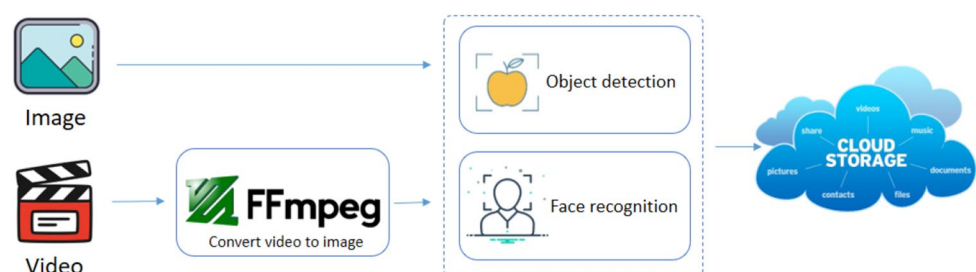 Image
Object detection
Video
FFmpeg
Convert video to image
Face recognition
videos
share
music
CLOUD
STORAGE
pictures
documents
contacts
files